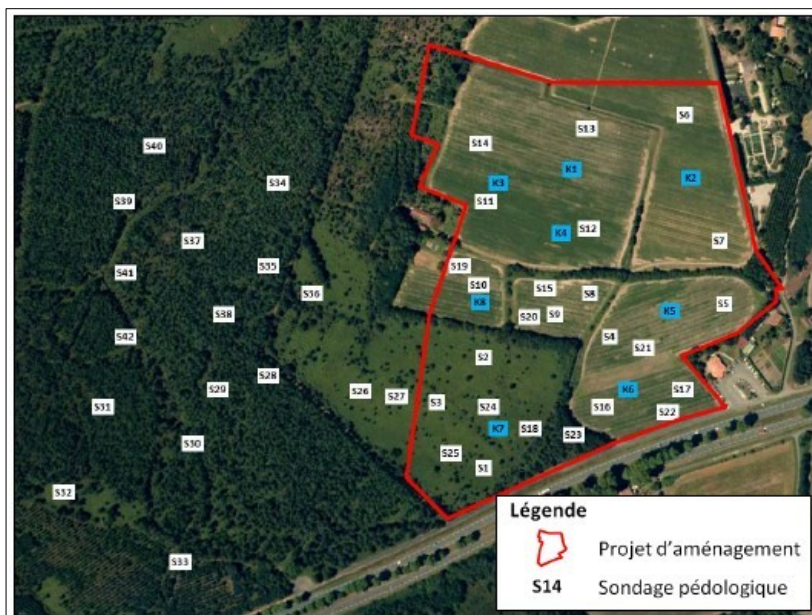 S6
S13
S40
S14
K1
K2
S34
K3
S39
S11
S12
K4
S37
S7
S19
S35
S41
S10
S15
S36
S8
K8
S5
K5
S38
S20
S9
S42
S4
S21
S2
S28
S29
S26
S27
K6
S17
S3
S31
S24
S16
S22
K7
S18
S23
S30
S25
S1
S32
S33
Légende
Projet d'aménagement
S14 Sondage pédologique